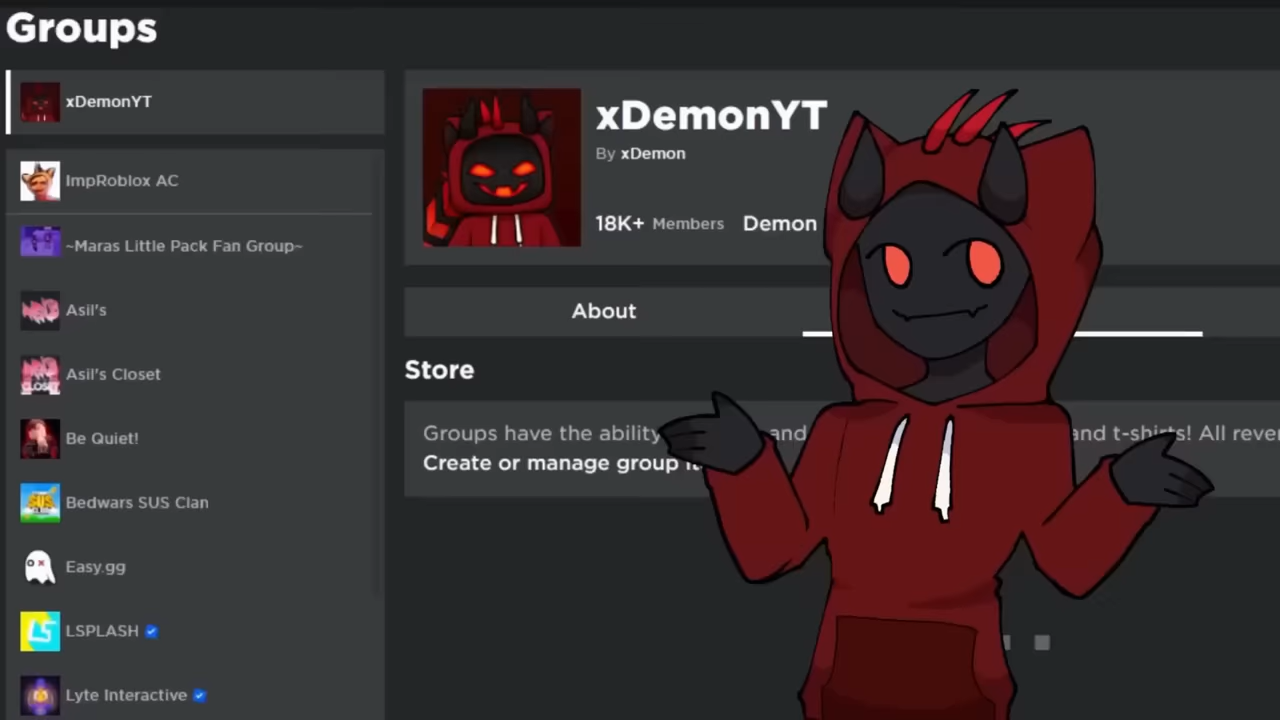 Groups
xDemonYT
ImpRoblox AC
~Maras Little Pack Fan Group~
Asil's
Asil's Closet
Be Quiet!
Bedwars SUS Clan
Easy.gg
LSPLASH
Lyte Interactive
xDemonYT
By xDemon
18K+ Members Demon
About
Store
Groups have the ability and and t-shirts! All
Create or manage group